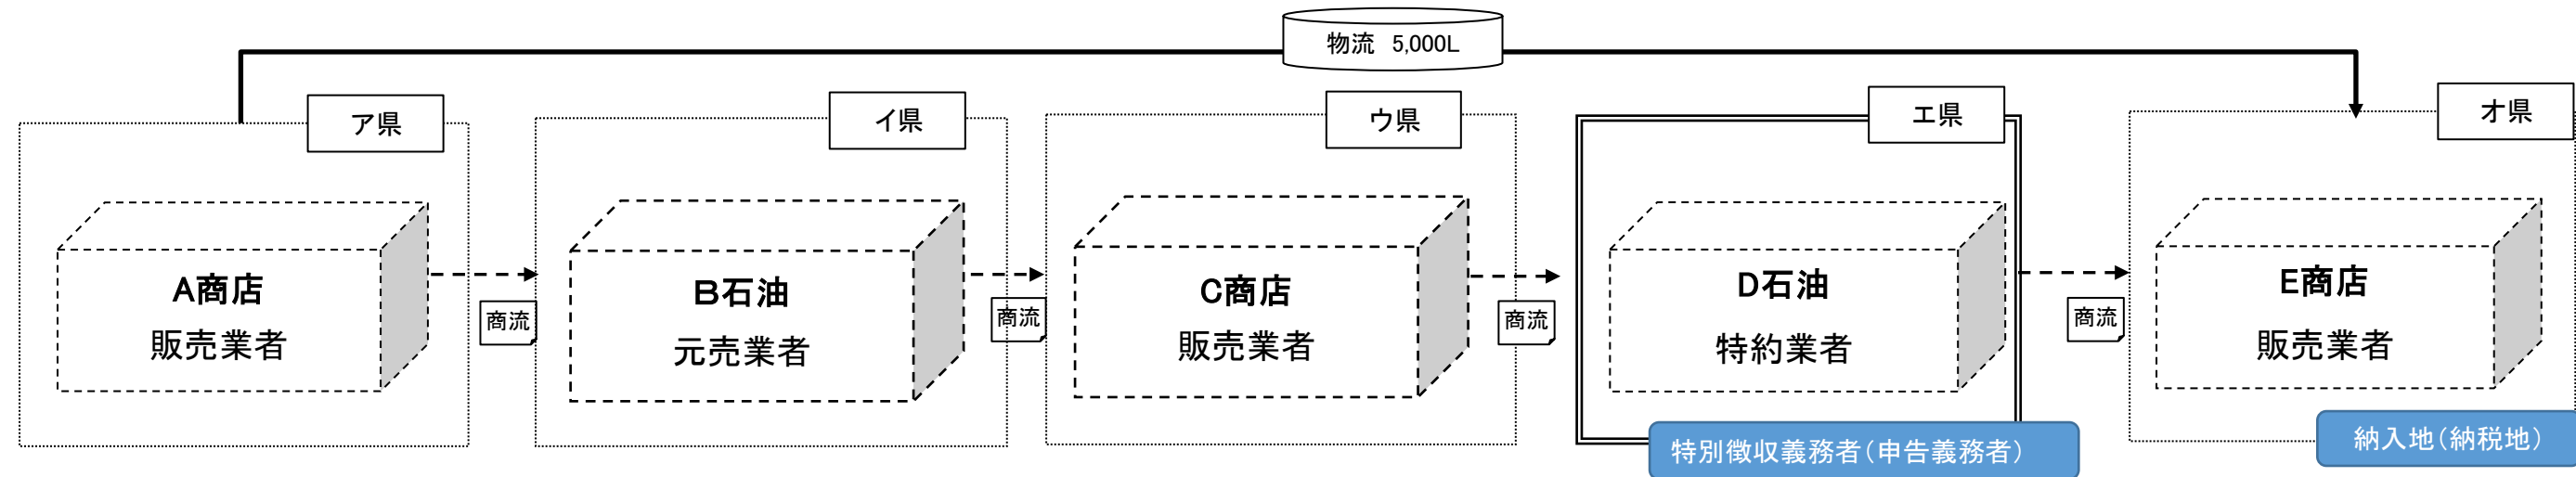 物流 5,000L
ア県
イ県
ウ県
エ県
オ県
A商店
販売業者
商流
B石油
元売業者
商流
C商店
販売業者
商流
D石油
特約業者
商流
E商店
販売業者
特別徴収義務者(申告義務者)
納入地(納税地)